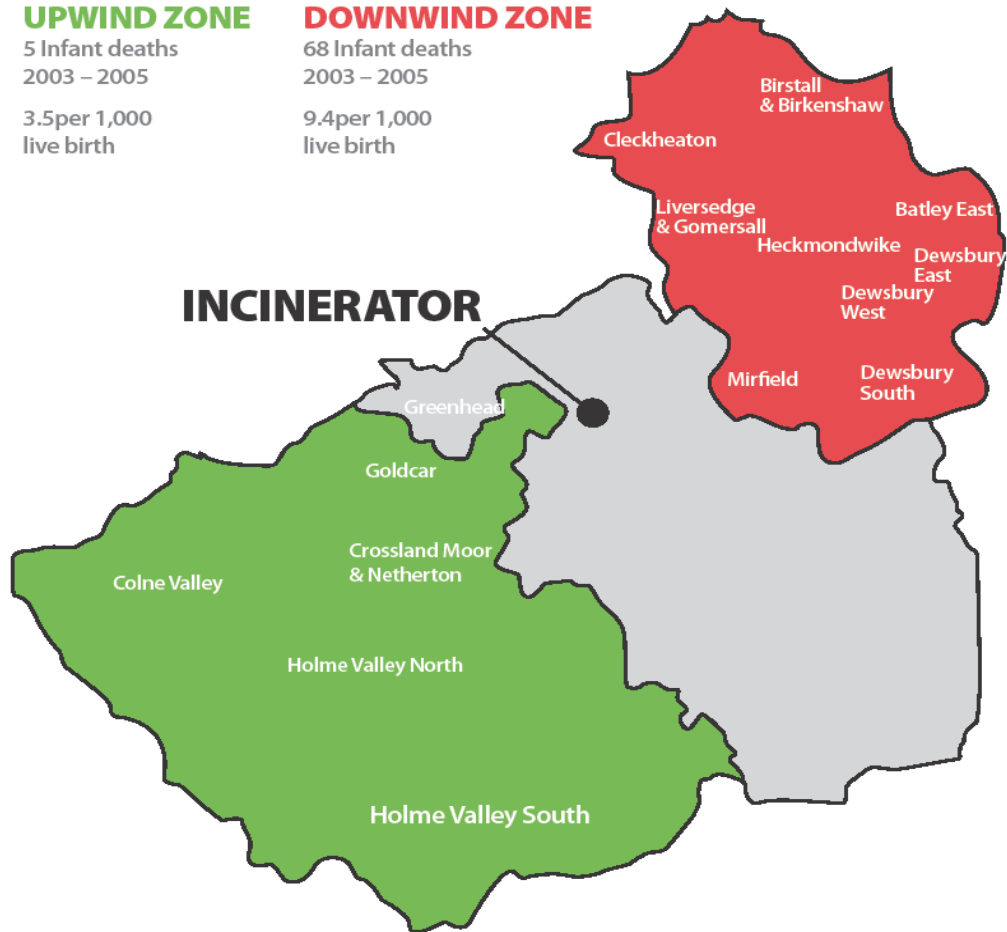 UPWIND ZONE
5 Infant deaths
2003 – 2005
3.5per 1,000
live birth
DOWNWIND ZONE
68 Infant deaths
2003 – 2005
9.4per 1,000
live birth
Birstall
& Birkenshaw
Cleckheaton
Liversedge
& Gomersall
Batley East
Heckmondwike
Dewsbury
East
Dewsbury
West
INCINERATOR
Mirfield
Dewsbury
South
Greenhead
Goldcar
Crossland Moor
& Netherton
Colne Valley
Holme Valley North
Holme Valley South